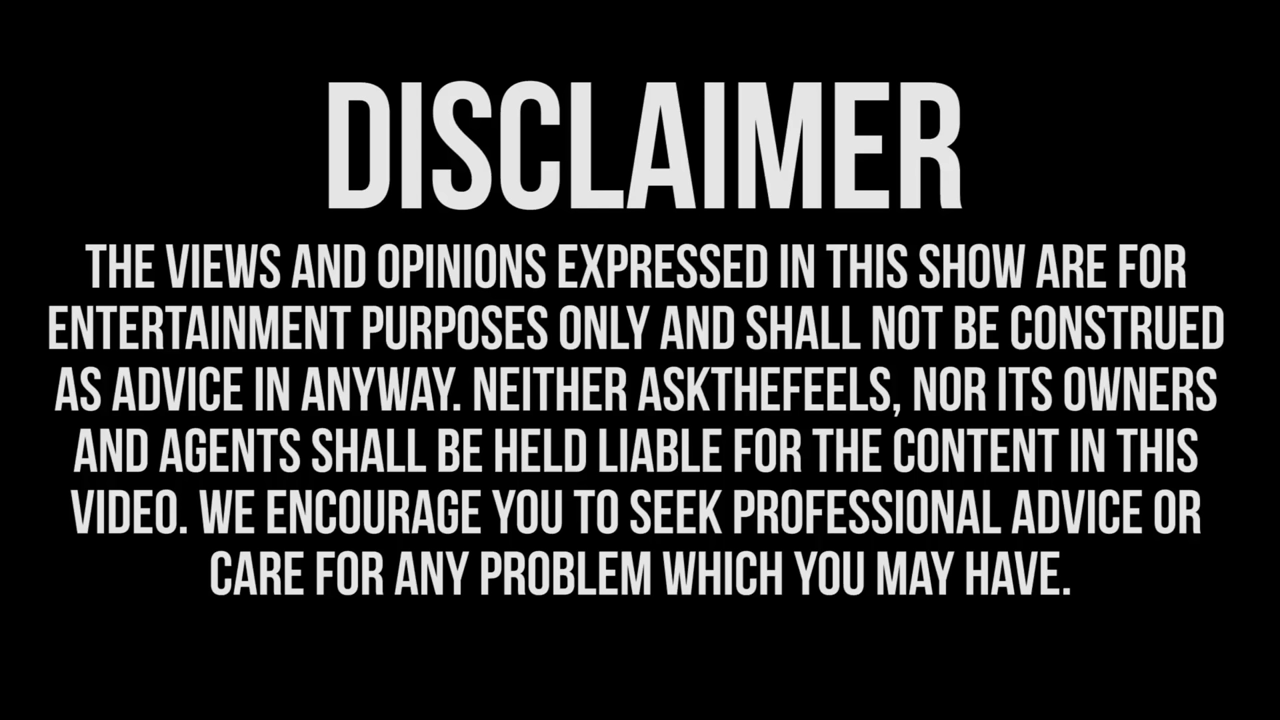 DISCLAIMER
THE VIEWS AND OPINIONS EXPRESSED IN THIS SHOW ARE FOR
ENTERTAINMENT PURPOSES ONLY AND SHALL NOT BE CONSTRUED
AS ADVICE IN ANYWAY. NEITHER ASKTHEFEELS, NOR ITS OWNERS
AND AGENTS SHALL BE HELD LIABLE FOR THE CONTENT IN THIS
VIDEO. WE ENCOURAGE YOU TO SEEK PROFESSIONAL ADVICE OR
CARE FOR ANY PROBLEM WHICH YOU MAY HAVE.